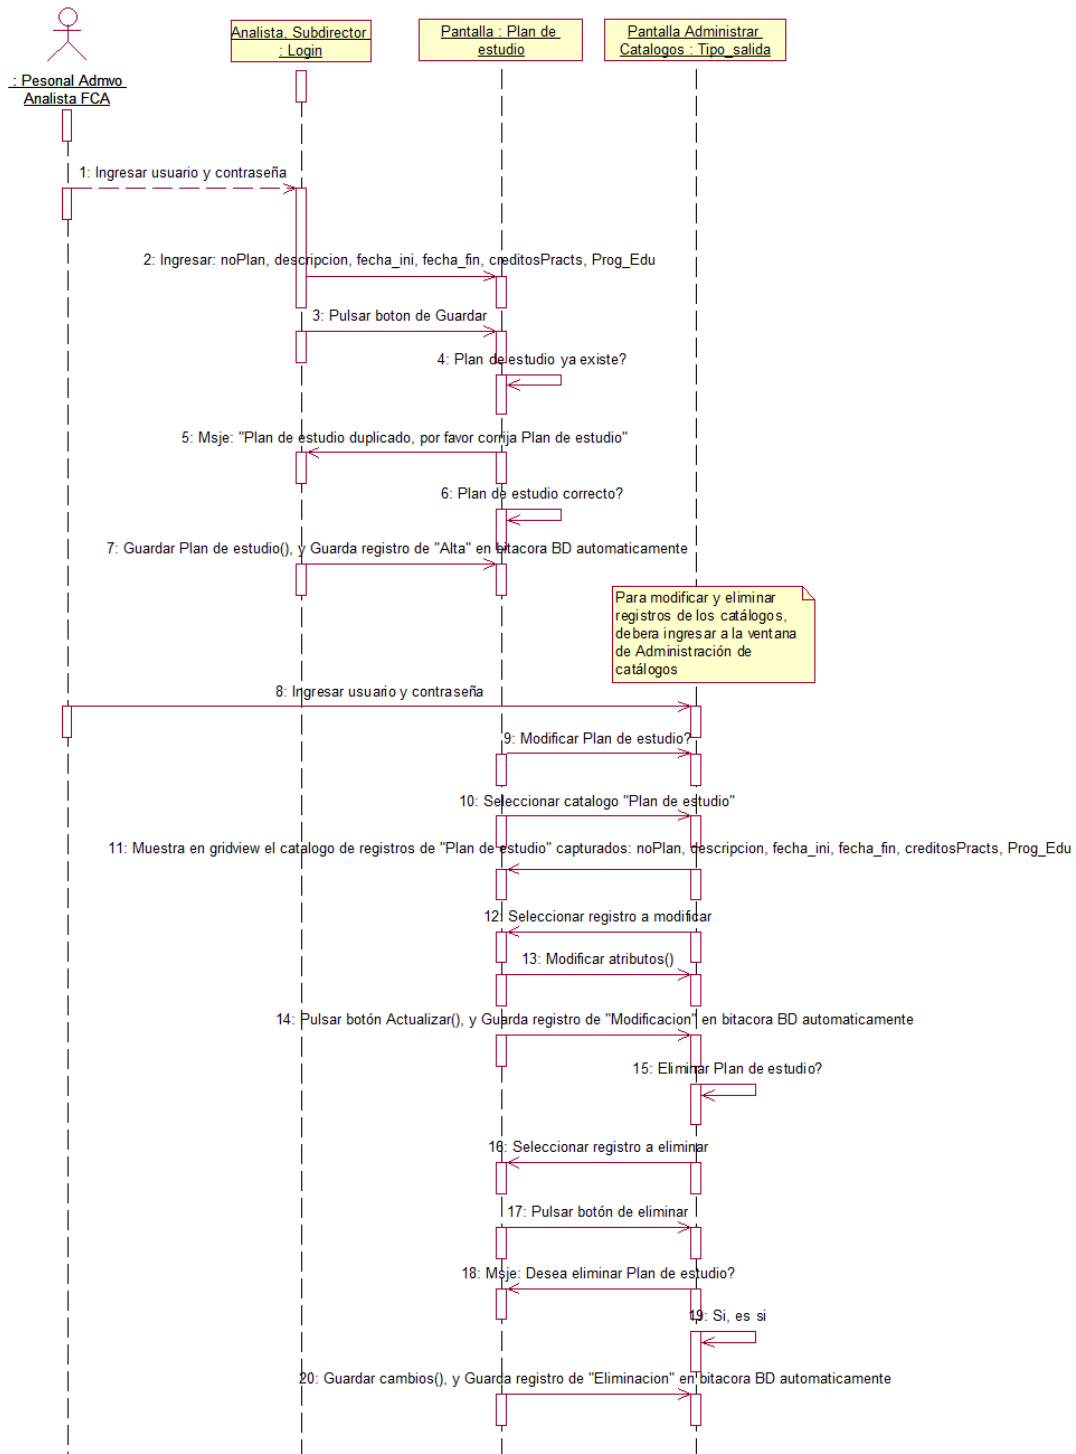 : Pesonal Admvo
Analista FCA
Analista, Subdirector
: Login
Pantalla : Plan de
estudio
Pantalla Administrar
Catalogos : Tipo_salida
1: Ingresar usuario y contraseña
2: Ingresar: noPlan, descripcion, fecha_ini, fecha_fin, creditosPracts, Prog_Edu
3: Pulsar boton de Guardar
4: Plan de estudio ya existe?
5: Msje: "Plan de estudio duplicado, por favor corrija Plan de estudio"
6: Plan de estudio correcto?
7: Guardar Plan de estudio(), y Guarda registro de "Alta" en bitacora BD automaticamente
Para modificar y eliminar
registros de los catálogos,
debera ingresar a la ventana
de Administración de
catálogos
8: Ingresar usuario y contraseña
9: Modificar Plan de estudio?
10: Seleccionar catalogo "Plan de estudio"
11: Muestra en gridview el catalogo de registros de "Plan de estudio" capturados: noPlan, descripcion, fecha_ini, fecha_fin, creditosPracts, Prog_Edu
12: Seleccionar registro a modificar
13: Modificar atributos()
14: Pulsar botón Actualizar(), y Guarda registro de "Modificacion" en bitacora BD automaticamente
15: Eliminar Plan de estudio?
16: Seleccionar registro a eliminar
17: Pulsar botón de eliminar
18: Msje: Desea eliminar Plan de estudio?
19: Si, es si
20: Guardar cambios(), y Guarda registro de "Eliminacion" en bitacora BD automaticamente